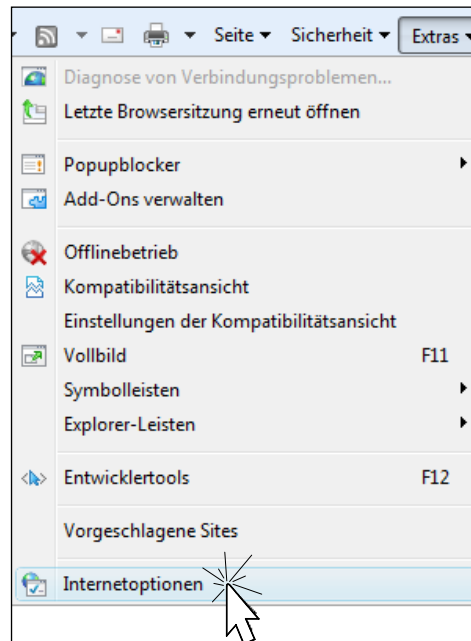 Seite Sicherheit Extras
Diagnose von Verbindungsproblemen...
Letzte Browsersitzung erneut öffnen
Popupblocker
Add-Ons verwalten
Offlinebetrieb
Kompatibilitätsansicht
Einstellungen der Kompatibilitätsansicht
Vollbild F11
Symbolleisten
Explorer-Leisten
Entwicklertools F12
Vorgeschlagene Sites
Internetoptionen